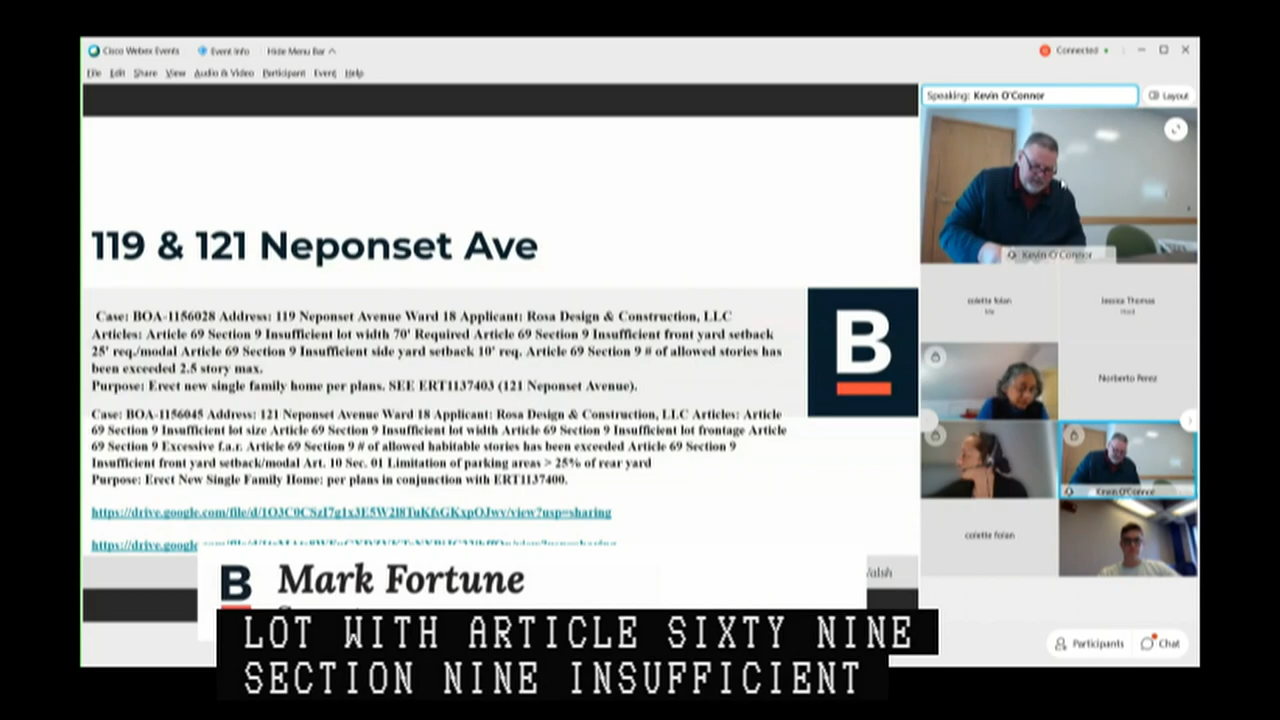 Cisco Webex Events Event Info Hide Menu Bar
Connected
File Edit Share View Audio & Video Participant Event Help
Speaking: Kevin O'Connor
Layout
Kevin O'Connor
119 & 121 Neponset Ave
Case: BOA-1156028 Address: 119 Neponset Avenue Ward 18 Applicant: Rosa Design & Construction, LLC
Articles: Article 69 Section 9 Insufficient lot width 70' Required Article 69 Section 9 Insufficient front yard setback
25' req./modal Article 69 Section 9 Insufficient side yard setback 10' req. Article 69 Section 9 # of allowed stories has
been exceeded 2.5 story max.
Purpose: Erect new single family home per plans. SEE ERT1137403 (121 Neponset Avenue).
Case: BOA-1156045 Address: 121 Neponset Avenue Ward 18 Applicant: Rosa Design & Construction, LLC Articles: Article
69 Section 9 Insufficient lot size Article 69 Section 9 Insufficient lot width Article 69 Section 9 Insufficient lot frontage Article
69 Section 9 Excessive f.a.r. Article 69 Section 9 # of allowed habitable stories has been exceeded Article 69 Section 9
Insufficient front yard setback/modal Art. 10 Sec. 01 Limitation of parking areas > 25% of rear yard
Purpose: Erect New Single Family Home: per plans in conjunction with ERT1137400.
https://drive.google.com/file/d/
https://drive.google
B
colette folan
Me
Jessica Thomas
Host
Norberto Perez
Kevin O'Connor
colette folan
Walsh
B
Mark Fortune
LOT WITH ARTICLE SIXTY NINE
SECTION NINE INSUFFICIENT
Participants
Chat